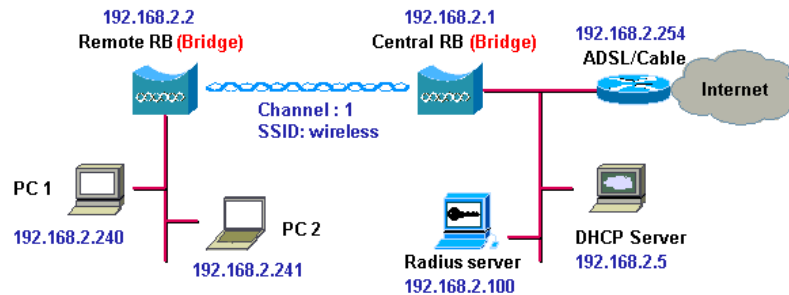 192.168.2.2
Remote RB (Bridge)
192.168.2.1
Central RB (Bridge)
192.168.2.254
ADSL/Cable
Internet
Channel : 1
SSID: wireless
PC 1
192.168.2.240
PC 2
192.168.2.241
Radius server
192.168.2.100
DHCP Server
192.168.2.5